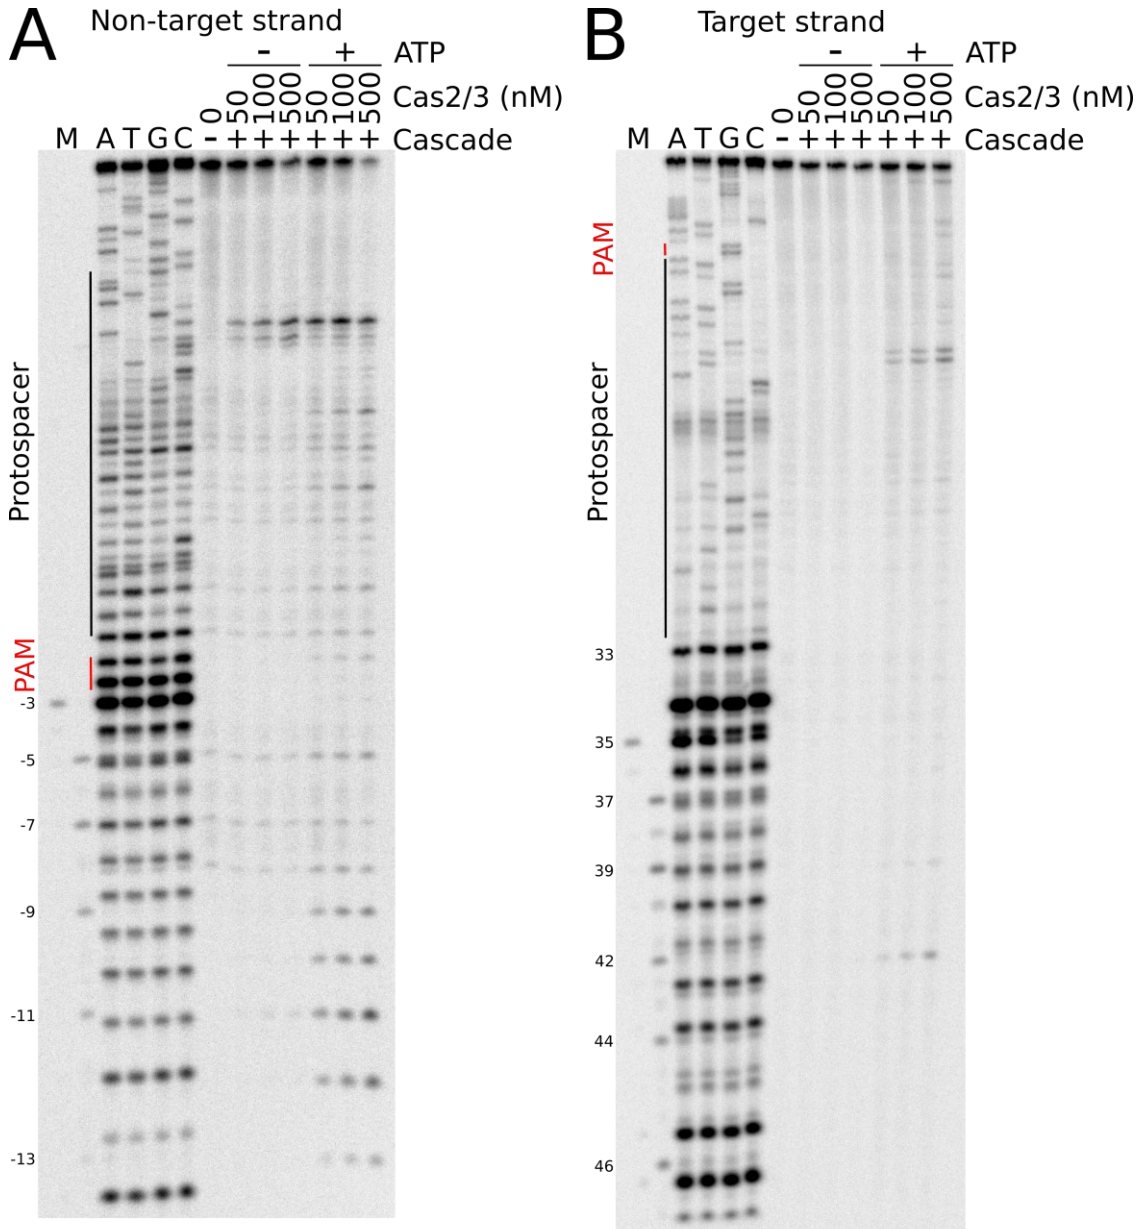 A
Non-target strand
- + ATP
0 50 100 500 50 100 500 Cas2/3 (nM)
M A T G C - + + + + + + Cascade
Protospacer
PAM
-3
-5
-7
-9
-11
-13
B
Target strand
- + ATP
0 50 100 500 50 100 500 Cas2/3 (nM)
M A T G C - + + + + + + Cascade
PAM
Protospacer
33
35
37
39
42
44
46